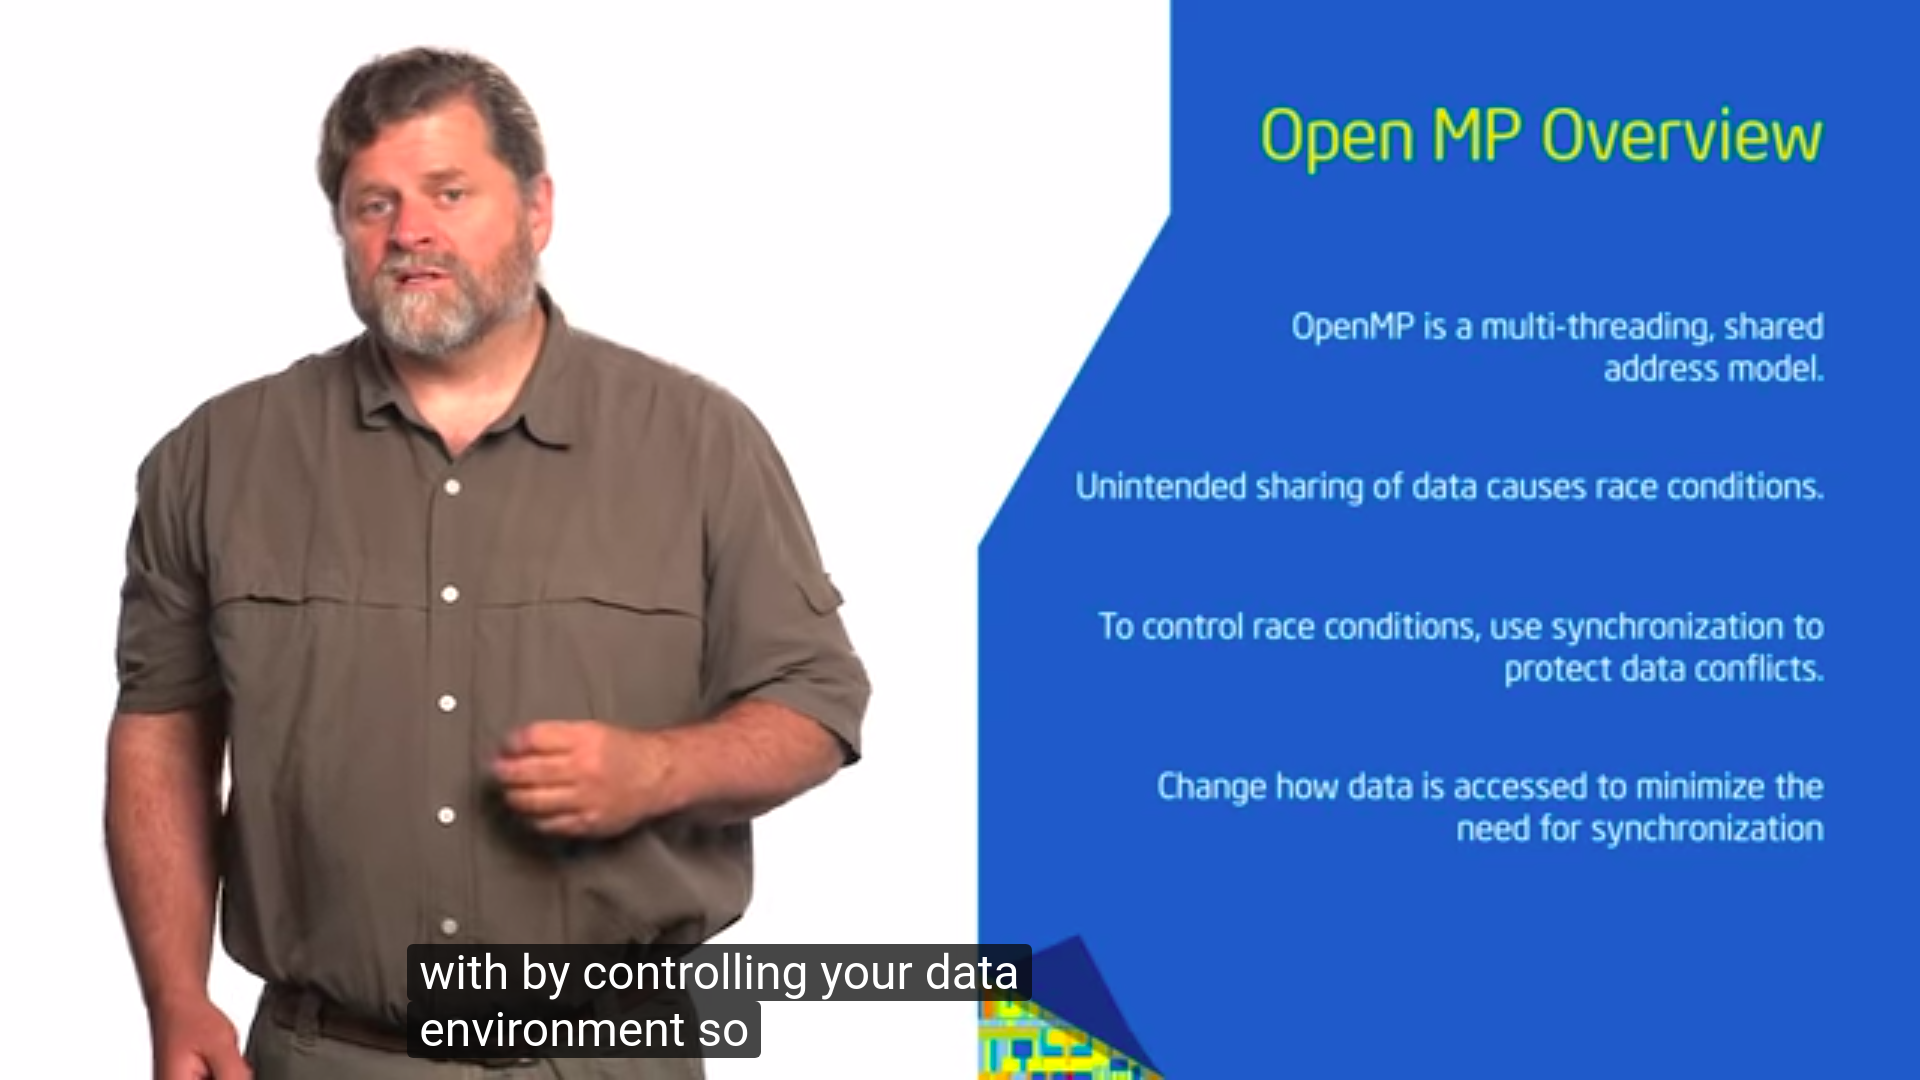 Open MP Overview
OpenMP is a multi-threading, shared
address model.
Unintended sharing of data causes race conditions.
To control race conditions, use synchronization to
protect data conflicts.
Change how data is accessed to minimize the
need for synchronization
with by controlling your data
environment so